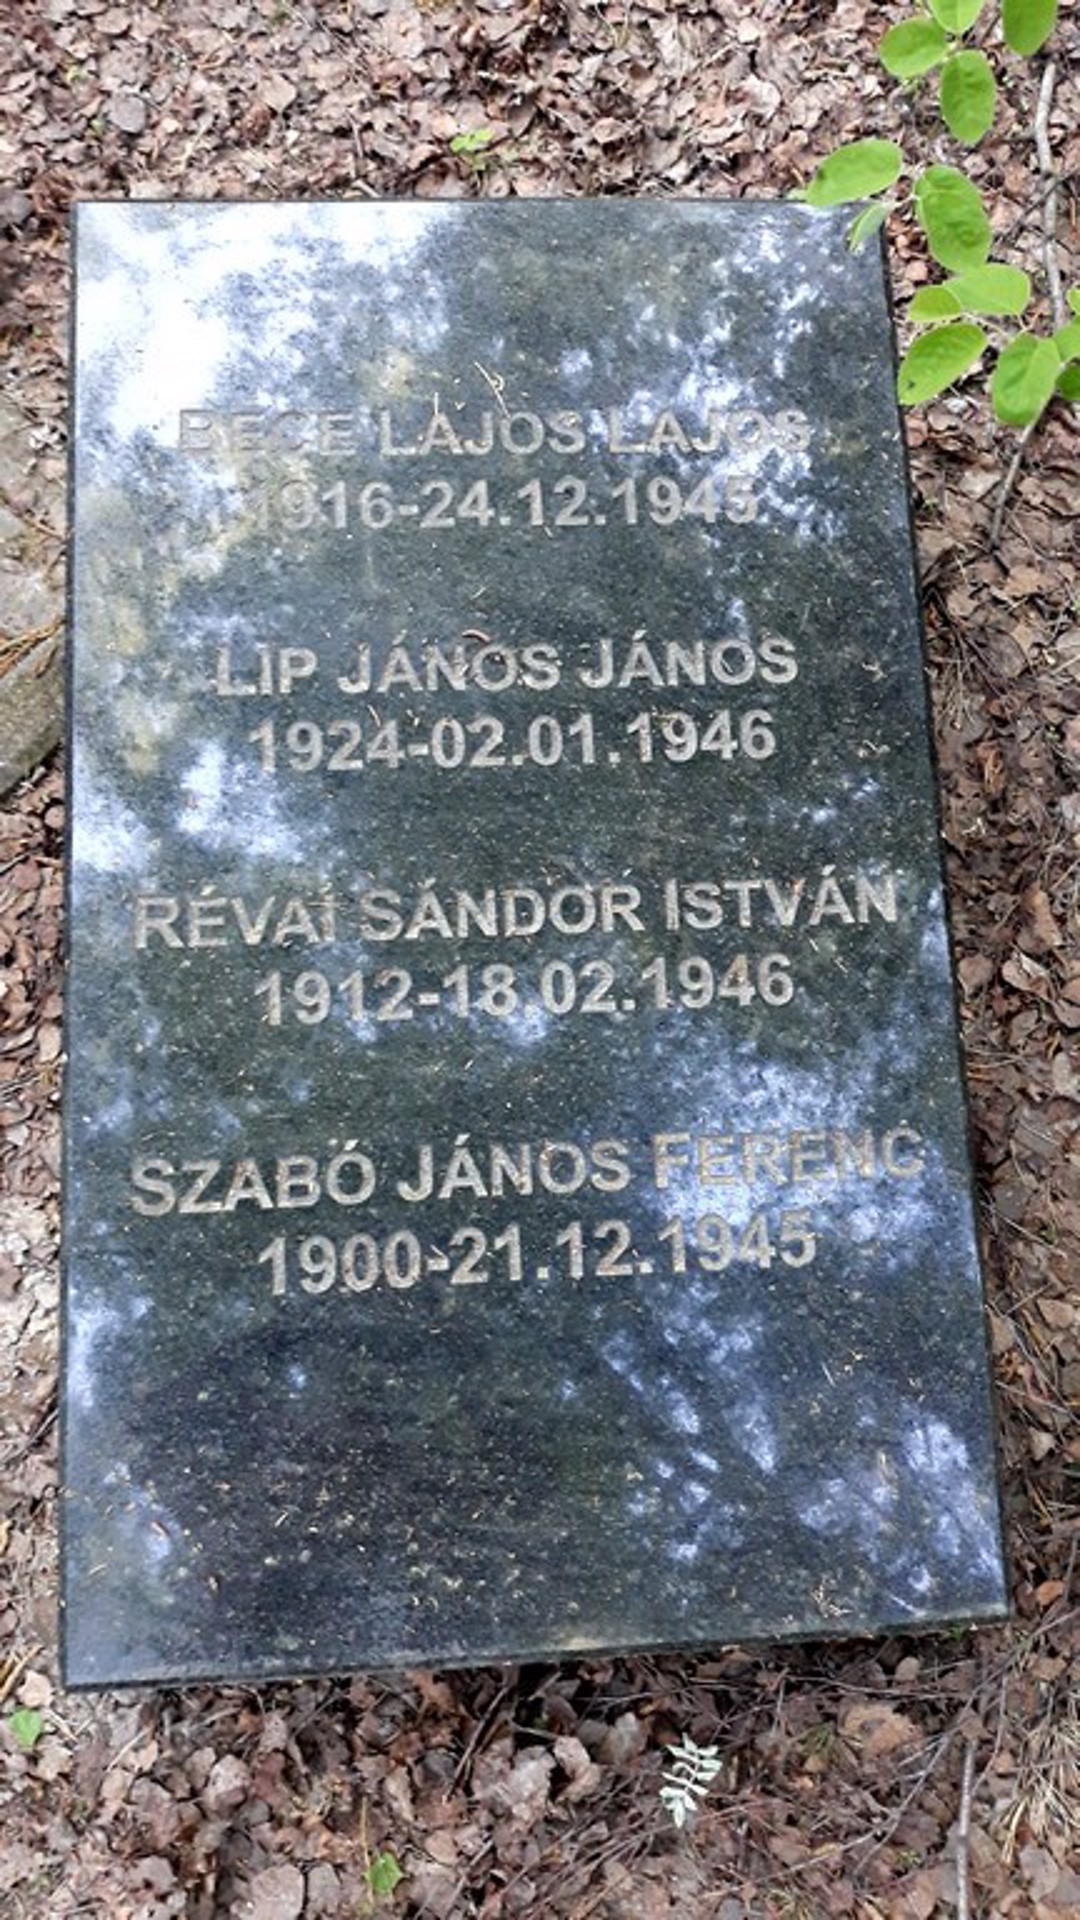 BECE LAJOS LAJOS
1916-24.12.1945
LIP JÁNOS JÁNOS
1924-02.01.1946
RÉVAI SÁNDOR ISTVÁN
1912-18.02.1946
SZABÓ JÁNOS FERENC
1900-21.12.1945